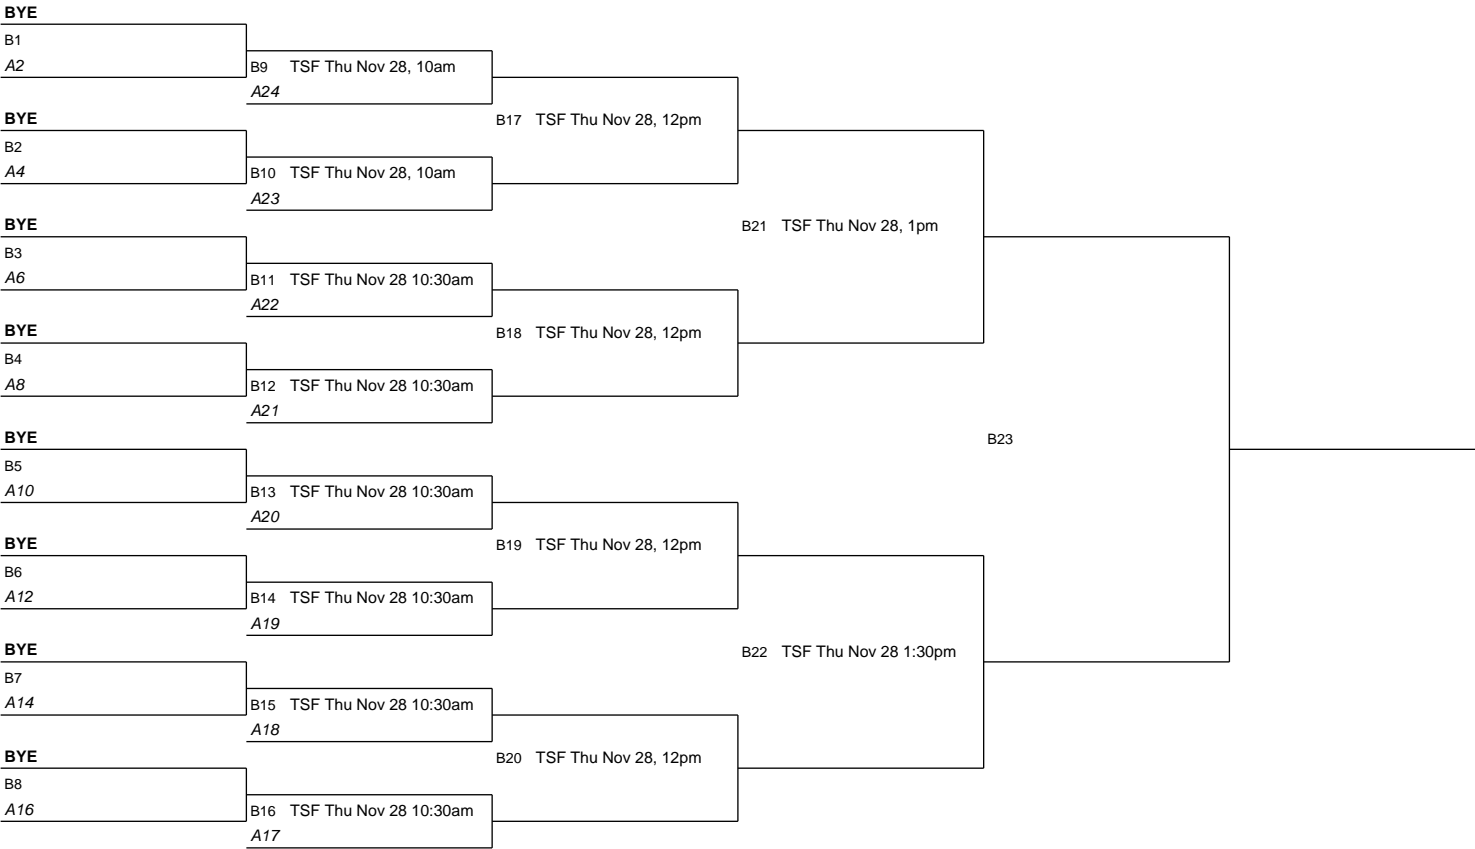 BYE
B1
A2
B9 TSF Thu Nov 28, 10am
A24
BYE
B17 TSF Thu Nov 28, 12pm
B2
A4
B10 TSF Thu Nov 28, 10am
A23
BYE
B21 TSF Thu Nov 28, 1pm
B3
A6
B11 TSF Thu Nov 28 10:30am
A22
BYE
B18 TSF Thu Nov 28, 12pm
B4
A8
B12 TSF Thu Nov 28 10:30am
A21
BYE
B23
B5
A10
B13 TSF Thu Nov 28 10:30am
A20
BYE
B19 TSF Thu Nov 28, 12pm
B6
A12
B14 TSF Thu Nov 28 10:30am
A19
BYE
B22 TSF Thu Nov 28 1:30pm
B7
A14
B15 TSF Thu Nov 28 10:30am
A18
BYE
B20 TSF Thu Nov 28, 12pm
B8
A16
B16 TSF Thu Nov 28 10:30am
A17